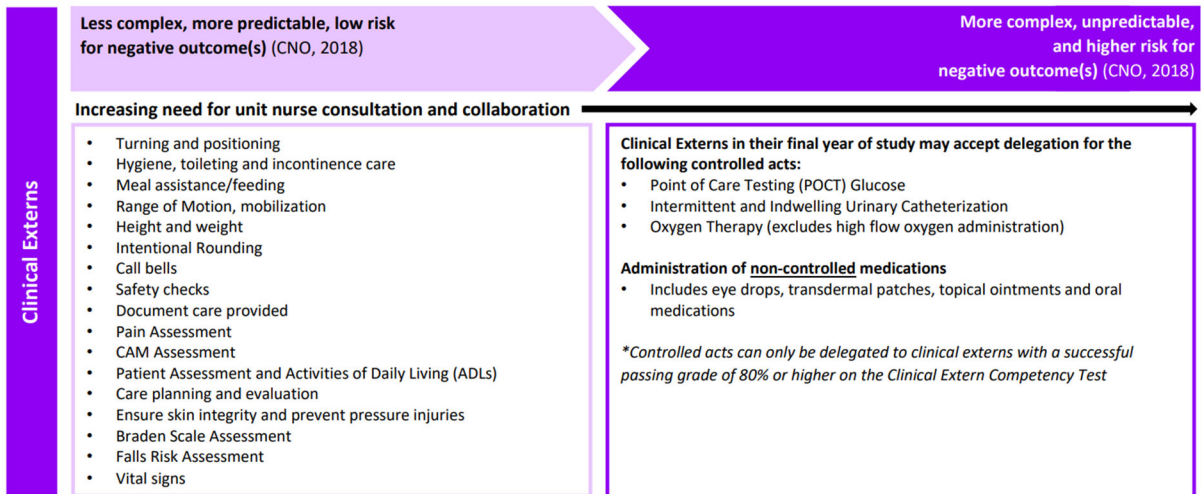 Less complex, more predictable, low risk
for negative outcome(s) (CNO, 2018)
More complex, unpredictable,
and higher risk for
negative outcome(s) (CNO, 2018)
Increasing need for unit nurse consultation and collaboration
Clinical Externs
• Turning and positioning
• Hygiene, toileting and incontinence care
• Meal assistance/feeding
• Range of Motion, mobilization
• Height and weight
• Intentional Rounding
• Call bells
• Safety checks
• Document care provided
• Pain Assessment
• CAM Assessment
• Patient Assessment and Activities of Daily Living (ADLs)
• Care planning and evaluation
• Ensure skin integrity and prevent pressure injuries
• Braden Scale Assessment
• Falls Risk Assessment
• Vital signs
Clinical Externs in their final year of study may accept delegation for the
following controlled acts:
• Point of Care Testing (POCT) Glucose
• Intermittent and Indwelling Urinary Catheterization
• Oxygen Therapy (excludes high flow oxygen administration)
Administration of non-controlled medications
• Includes eye drops, transdermal patches, topical ointments and oral
medications
*Controlled acts can only be delegated to clinical externs with a successful
passing grade of 80% or higher on the Clinical Extern Competency Test